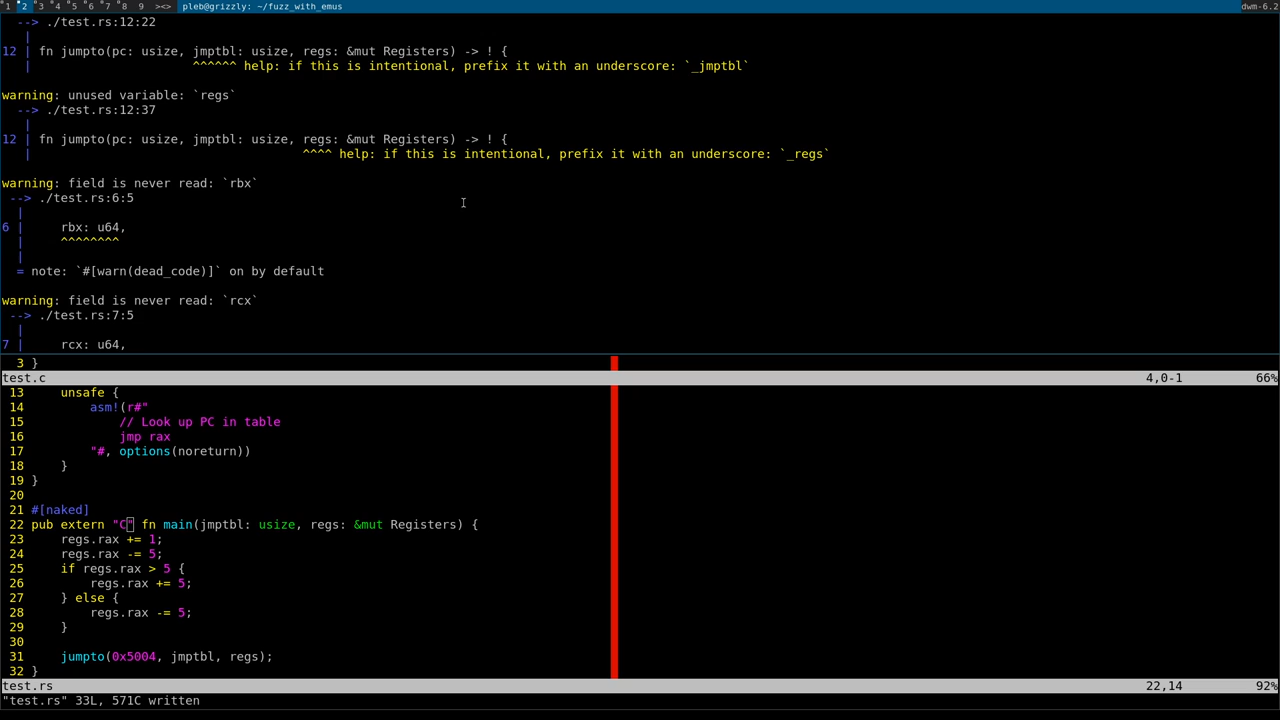 1 2 3 4 5 6 7 8 9 ><> pleb@grizzly: ~/fuzz_with_emus dwm-6.2
--> ./test.rs:12:22
|
12 | fn jumpto(pc: usize, jmptbl: usize, regs: &mut Registers) -> ! {
| ^^^^^^ help: if this is intentional, prefix it with an underscore: `_jmptbl`
warning: unused variable: `regs`
--> ./test.rs:12:37
|
12 | fn jumpto(pc: usize, jmptbl: usize, regs: &mut Registers) -> ! {
| ^^^^ help: if this is intentional, prefix it with an underscore: `_regs`
warning: field is never read: `rbx`
--> ./test.rs:6:5
|
6 | rbx: u64,
| ^^^^^^^^
|
= note: `#[warn(dead_code)]` on by default
warning: field is never read: `rcx`
--> ./test.rs:7:5
|
7 | rcx: u64,
3 }
test.c 4,0-1 66%
13 unsafe {
14 asm!(r#"
15 // Look up PC in table
16 jmp rax
17 "#, options(noreturn))
18 }
19 }
20
21 #[naked]
22 pub extern "C" fn main(jmptbl: usize, regs: &mut Registers) {
23 regs.rax += 1;
24 regs.rax -= 5;
25 if regs.rax > 5 {
26 regs.rax += 5;
27 } else {
28 regs.rax -= 5;
29 }
30
31 jumpto(0x5004, jmptbl, regs);
32 }
test.rs 22,14 92%
"test.rs" 33L, 571C written